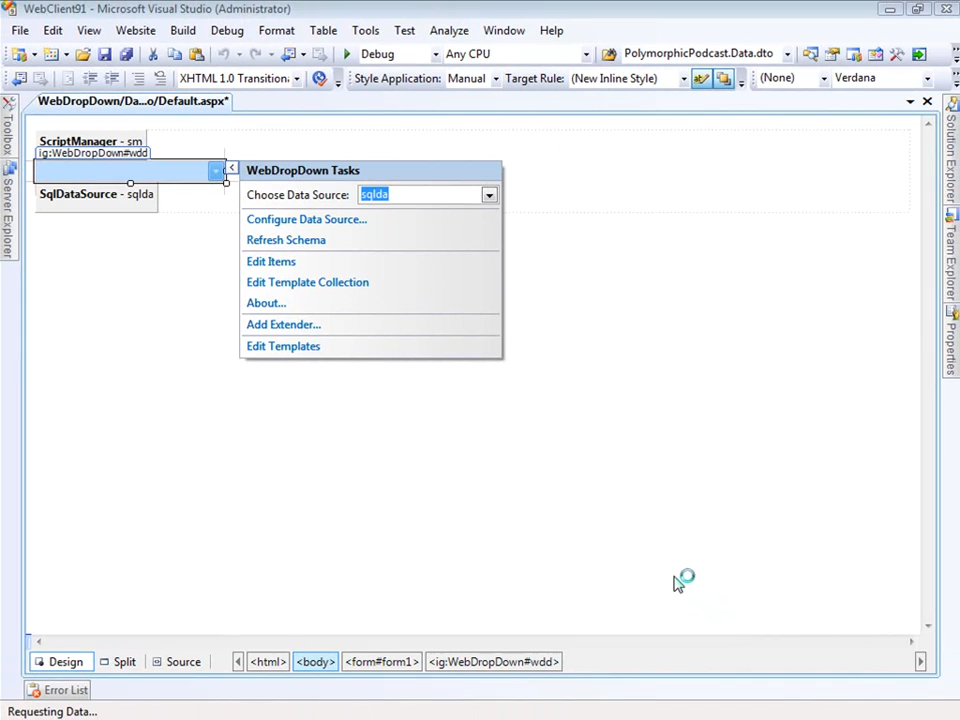 WebClient91 - Microsoft Visual Studio (Administrator)
File Edit View Website Build Debug Format Table Tools Test Analyze Window Help
Debug Any CPU PolymorphicPodcast.Data.dto
XHTML 1.0 Transition Style Application: Manual Target Rule: (New Inline Style) (None) Verdana
WebDropDown/Da...o/Default.aspx*
Toolbox
Server Explorer
ScriptManager - sm
ig:WebDropDown#wdd
SqlDataSource - sqlda
WebDropDown Tasks
Choose Data Source: sqlda
Configure Data Source...
Refresh Schema
Edit Items
Edit Template Collection
About...
Add Extender...
Edit Templates
Solution Explorer
Team Explorer
Properties
Design Split Source <html> <body> <form#form1> <ig:WebDropDown#wdd>
Error List
Requesting Data...